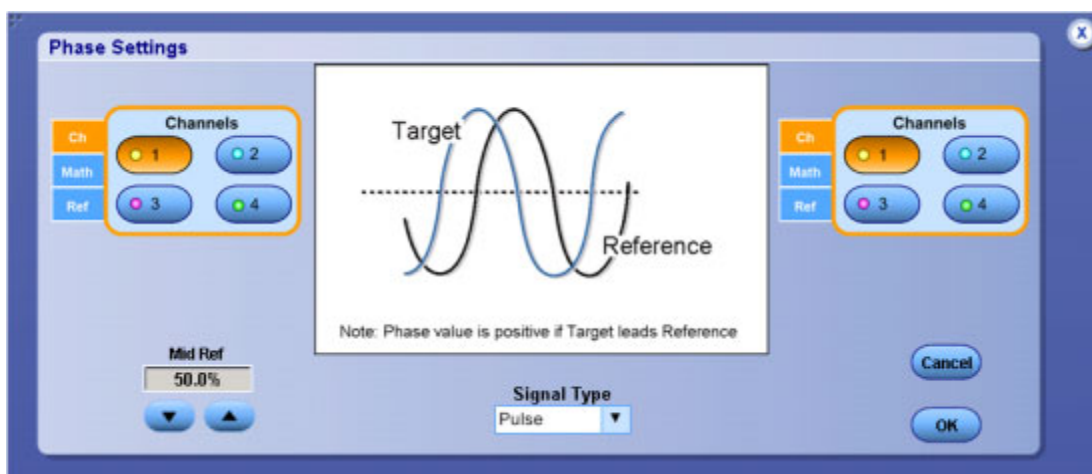 X
Phase Settings
Channels
Ch
Math
Ref
1
2
3
4
Target
Reference
Note: Phase value is positive if Target leads Reference
Channels
Ch
Math
Ref
1
2
3
4
Mid Ref
50.0%
Signal Type
Pulse
Cancel
OK